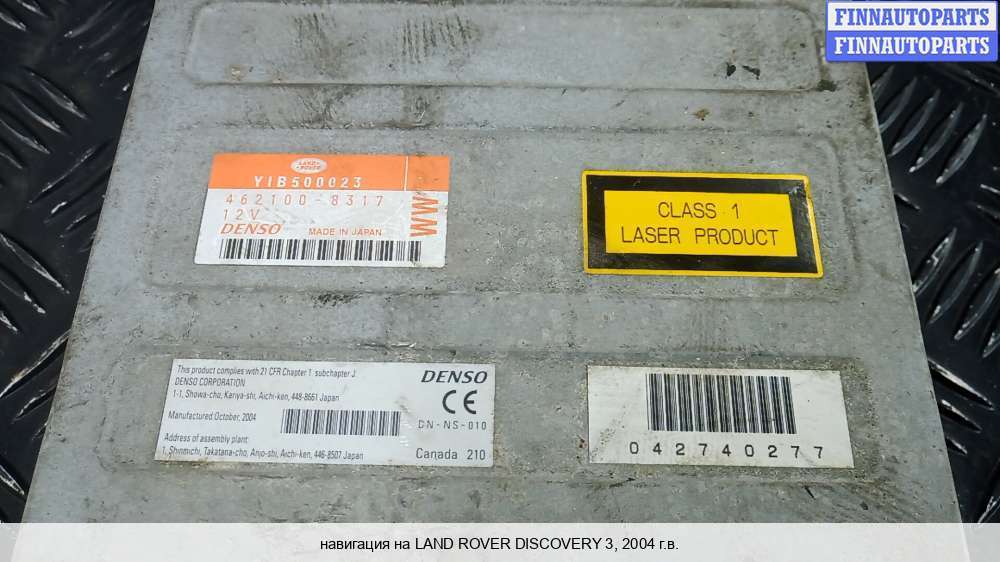 FINNAUTOPARTS
FINNAUTOPARTS
LAND-
ROVER
YIB500023
462100-8317
12V
DENSO MADE IN JAPAN
WW
CLASS 1
LASER PRODUCT
This product complies with 21 CFR Chapter 1. subchapter J.
DENSO CORPORATION
1-1, Showa-cho, Kariya-shi, Aichi-ken, 448-8661 Japan
Manufactured:October, 2004
Address of assembly plant:
1, Shinmichi, Takatana-cho, Anjo-shi, Aichi-ken, 446-8507 Japan
DENSO
CE
DN-NS-010
Canada 210
042740277
навигация на LAND ROVER DISCOVERY 3, 2004 г.в.